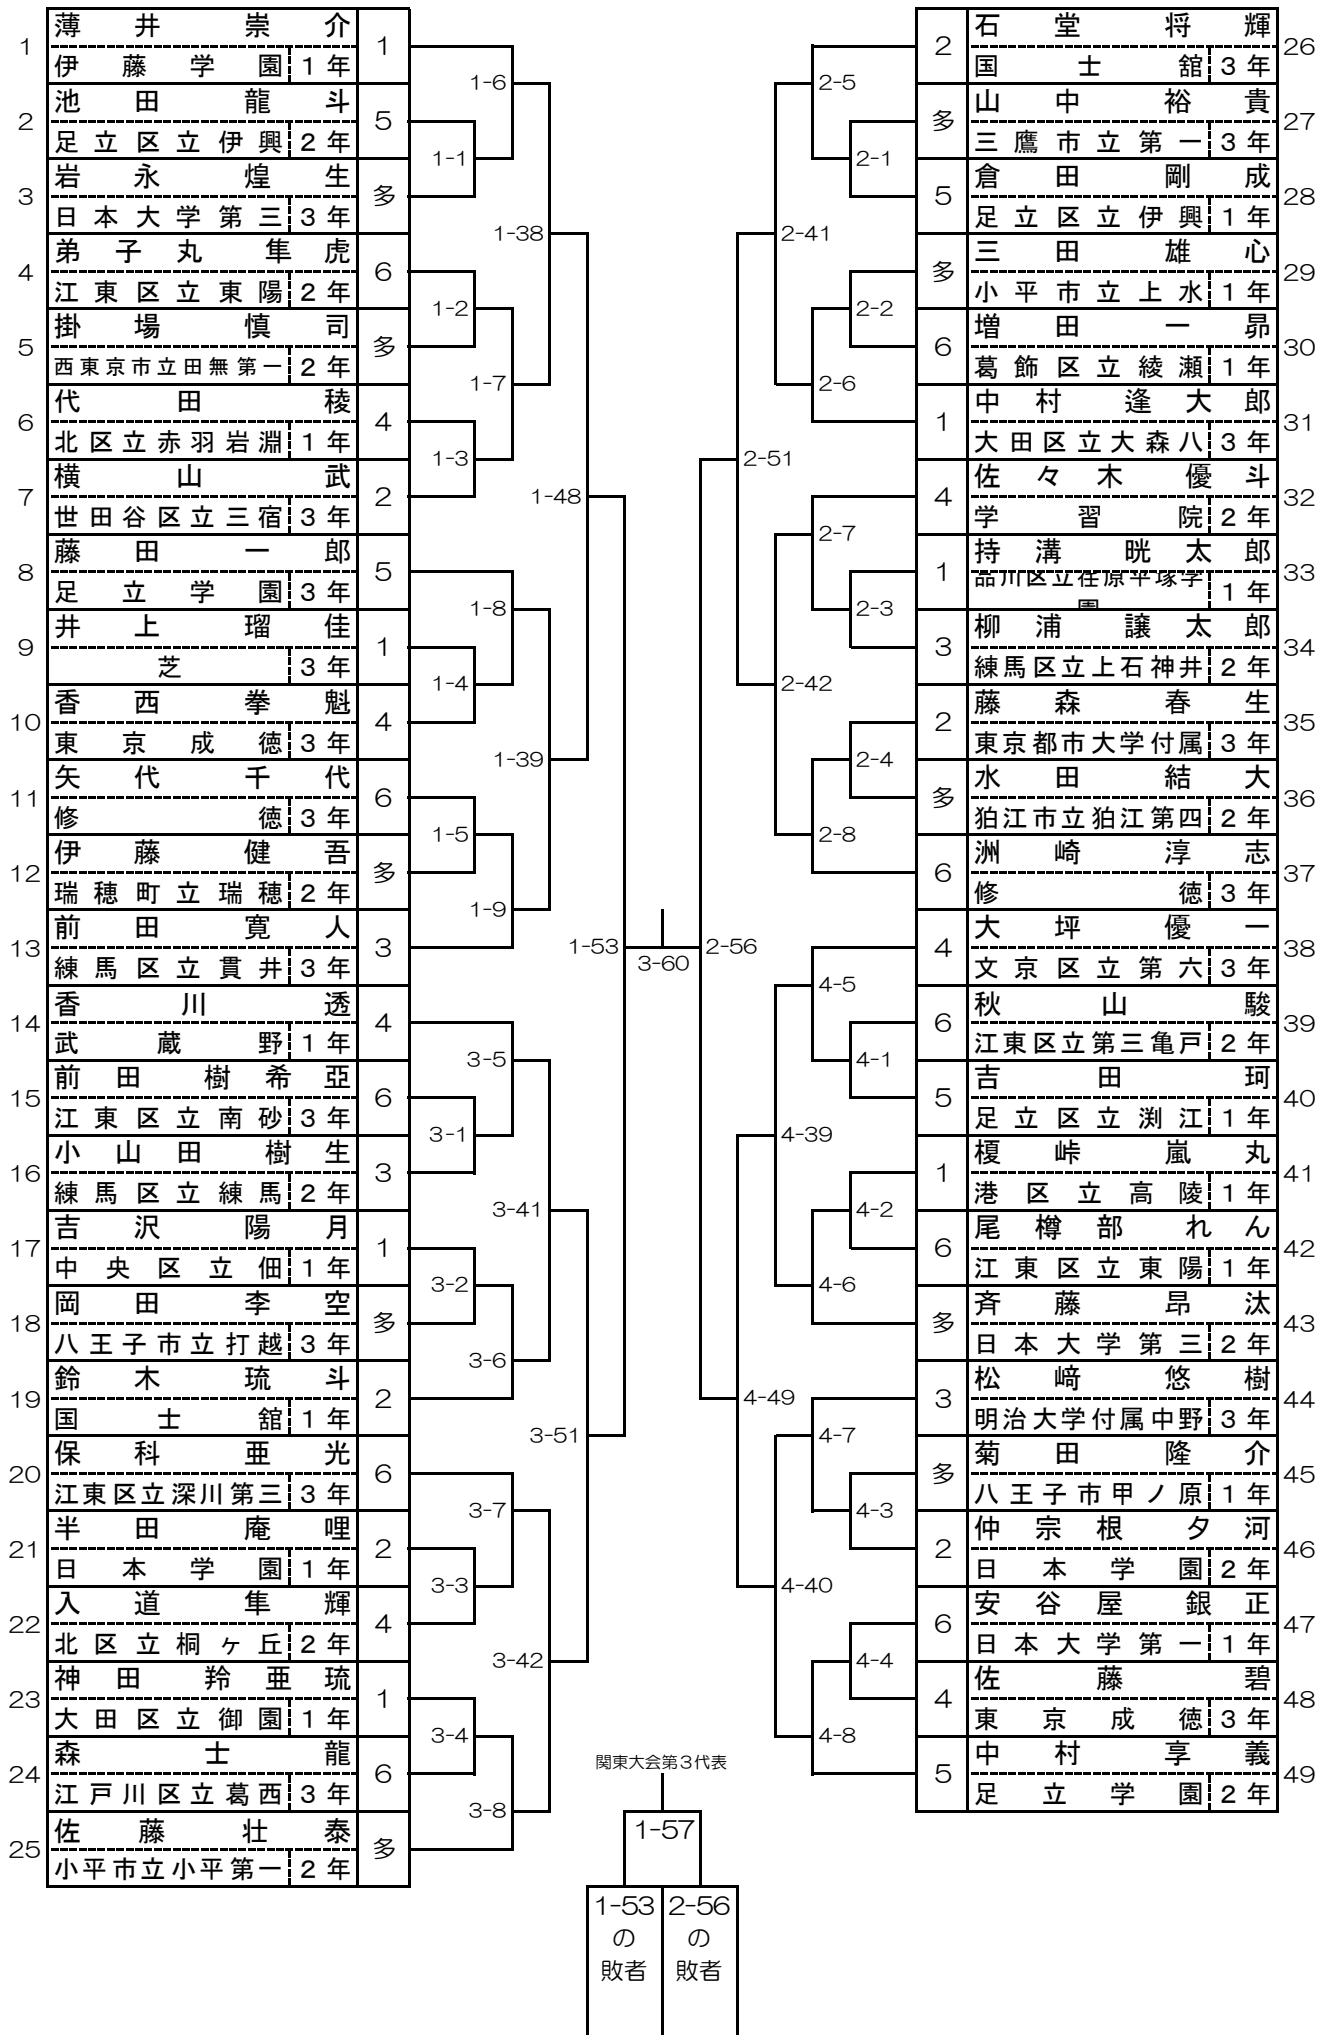 1 薄井崇介 1
伊藤学園 1年
2 池田龍斗 5
足立区立伊興 2年
3 岩永煌生 多
日本大学第三 3年
4 弟子丸隼虎 6
江東区立東陽 2年
5 掛場慎司 多
西東京市立田無第一 2年
6 代田稜 4
北区立赤羽岩淵 1年
7 横山武 2
世田谷区立三宿 3年
8 藤田一郎 5
足立学園 3年
9 井上瑠佳 1
芝 3年
10 香西拳魁 4
東京成徳 3年
11 矢代千代 6
修徳 3年
12 伊藤健吾 多
瑞穂町立瑞穂 2年
13 前田寛人 3
練馬区立貫井 3年
14 香川透 4
武蔵野 1年
15 前田樹希亞 6
江東区立南砂 3年
16 小山田樹生 3
練馬区立練馬 2年
17 吉沢陽月 1
中央区立佃 1年
18 岡田李空 多
八王子市立打越 3年
19 鈴木琉斗 2
国士舘 1年
20 保科亜光 6
江東区立深川第三 3年
21 半田庵哩 2
日本学園 1年
22 入道隼輝 4
北区立桐ヶ丘 2年
23 神田羚亜琉 1
大田区立御園 1年
24 森士龍 6
江戸川区立葛西 3年
25 佐藤壮泰 多
小平市立小平第一 2年
1-6
1-1
1-38
1-2
1-7
1-3
1-48
1-8
1-4
1-39
1-5
1-9
1-53
3-5
3-1
3-41
3-2
3-6
3-51
3-7
3-3
3-42
3-4
3-8
3-60
2-56
2-5
2-1
2-41
2-2
2-6
2-51
2-7
2-3
2-42
2-4
2-8
4-5
4-1
4-39
4-2
4-6
4-49
4-7
4-3
4-40
4-4
4-8
2 石堂将輝 26
国士舘 3年
多 山中裕貴 27
三鷹市立第一 3年
5 倉田剛成 28
足立区立伊興 1年
多 三田雄心 29
小平市立上水 1年
6 増田一昴 30
葛飾区立綾瀬 1年
1 中村逢大郎 31
大田区立大森八 3年
4 佐々木優斗 32
学習院 2年
1 持溝晄太郎 33
品川区立荏原平塚学
園 1年
3 柳浦譲太郎 34
練馬区立上石神井 2年
2 藤森春生 35
東京都市大学付属 3年
多 水田結大 36
狛江市立狛江第四 2年
6 洲崎淳志 37
修徳 3年
4 大坪優一 38
文京区立第六 3年
6 秋山駿 39
江東区立第三亀戸 2年
5 吉田珂 40
足立区立渕江 1年
1 榎峠嵐丸 41
港区立高陵 1年
6 尾樽部れん 42
江東区立東陽 1年
多 斉藤昂汰 43
日本大学第三 2年
3 松﨑悠樹 44
明治大学付属中野 3年
多 菊田隆介 45
八王子市甲ノ原 1年
2 仲宗根夕河 46
日本学園 2年
6 安谷屋銀正 47
日本大学第一 1年
4 佐藤碧 48
東京成徳 3年
5 中村享義 49
足立学園 2年
関東大会第3代表
1-57
1-53
の
敗者
2-56
の
敗者